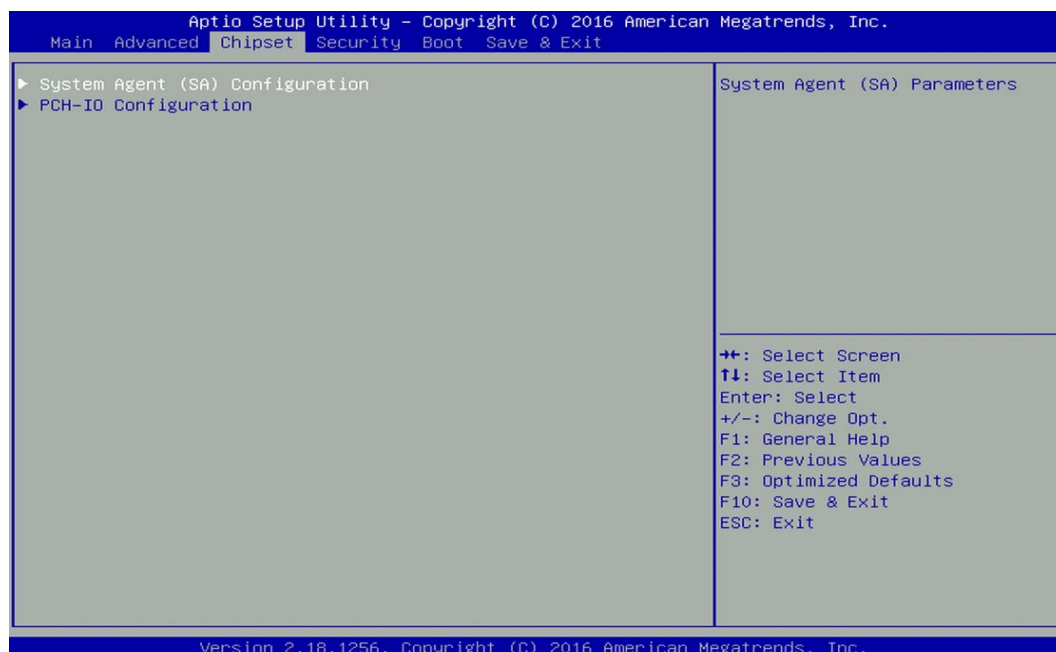 Aptio Setup Utility – Copyright (C) 2016 American Megatrends, Inc.
Main Advanced Chipset Security Boot Save & Exit
▶ System Agent (SA) Configuration
▶ PCH-IO Configuration
System Agent (SA) Parameters
→←: Select Screen
↑↓: Select Item
Enter: Select
+/-: Change Opt.
F1: General Help
F2: Previous Values
F3: Optimized Defaults
F10: Save & Exit
ESC: Exit
Version 2.18.1256. Copyright (C) 2016 American Megatrends, Inc.